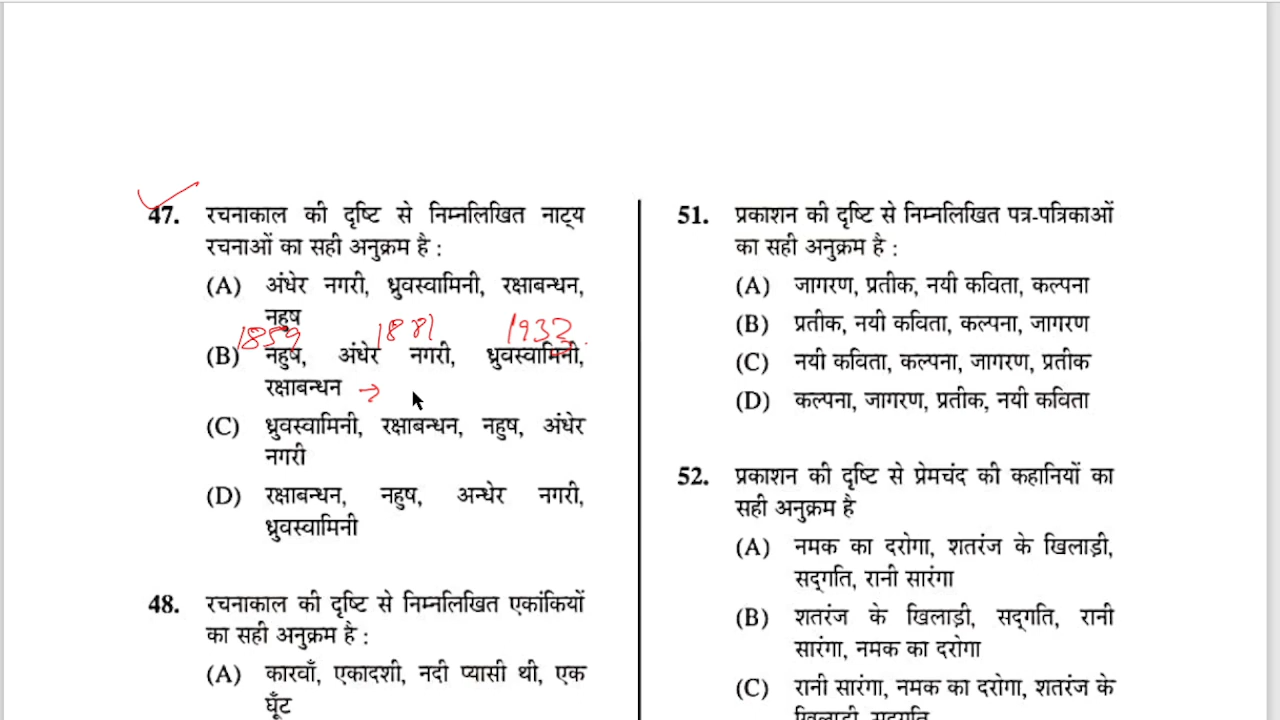 47. रचनाकाल की दृष्टि से निम्नलिखित नाट्य
रचनाओं का सही अनुक्रम है :
(A) अंधेर नगरी, ध्रुवस्वामिनी, रक्षाबन्धन,
नहुष
1859 1881 1933
(B) नहुष, अंधेर नगरी, ध्रुवस्वामिनी,
रक्षाबन्धन →
(C) ध्रुवस्वामिनी, रक्षाबन्धन, नहुष, अंधेर
नगरी
(D) रक्षाबन्धन, नहुष, अन्धेर नगरी,
ध्रुवस्वामिनी
48. रचनाकाल की दृष्टि से निम्नलिखित एकांकियों
का सही अनुक्रम है :
(A) कारवाँ, एकादशी, नदी प्यासी थी, एक
घूँट
51. प्रकाशन की दृष्टि से निम्नलिखित पत्र-पत्रिकाओं
का सही अनुक्रम है :
(A) जागरण, प्रतीक, नयी कविता, कल्पना
(B) प्रतीक, नयी कविता, कल्पना, जागरण
(C) नयी कविता, कल्पना, जागरण, प्रतीक
(D) कल्पना, जागरण, प्रतीक, नयी कविता
52. प्रकाशन की दृष्टि से प्रेमचंद की कहानियों का
सही अनुक्रम है
(A) नमक का दरोगा, शतरंज के खिलाड़ी,
सद्‌गति, रानी सारंगा
(B) शतरंज के खिलाड़ी, सद्‌गति, रानी
सारंगा, नमक का दरोगा
(C) रानी सारंगा, नमक का दरोगा, शतरंज के
खिलाड़ी, सद्‌गति